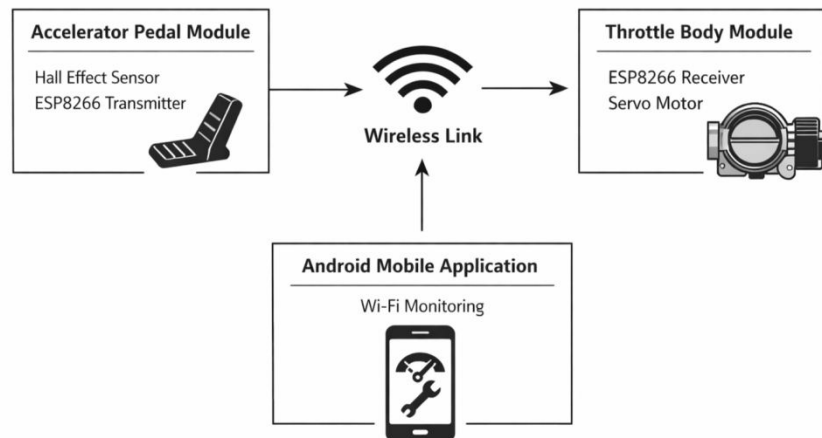 Accelerator Pedal Module
Hall Effect Sensor
ESP8266 Transmitter
Wireless Link
Throttle Body Module
ESP8266 Receiver
Servo Motor
Android Mobile Application
Wi-Fi Monitoring